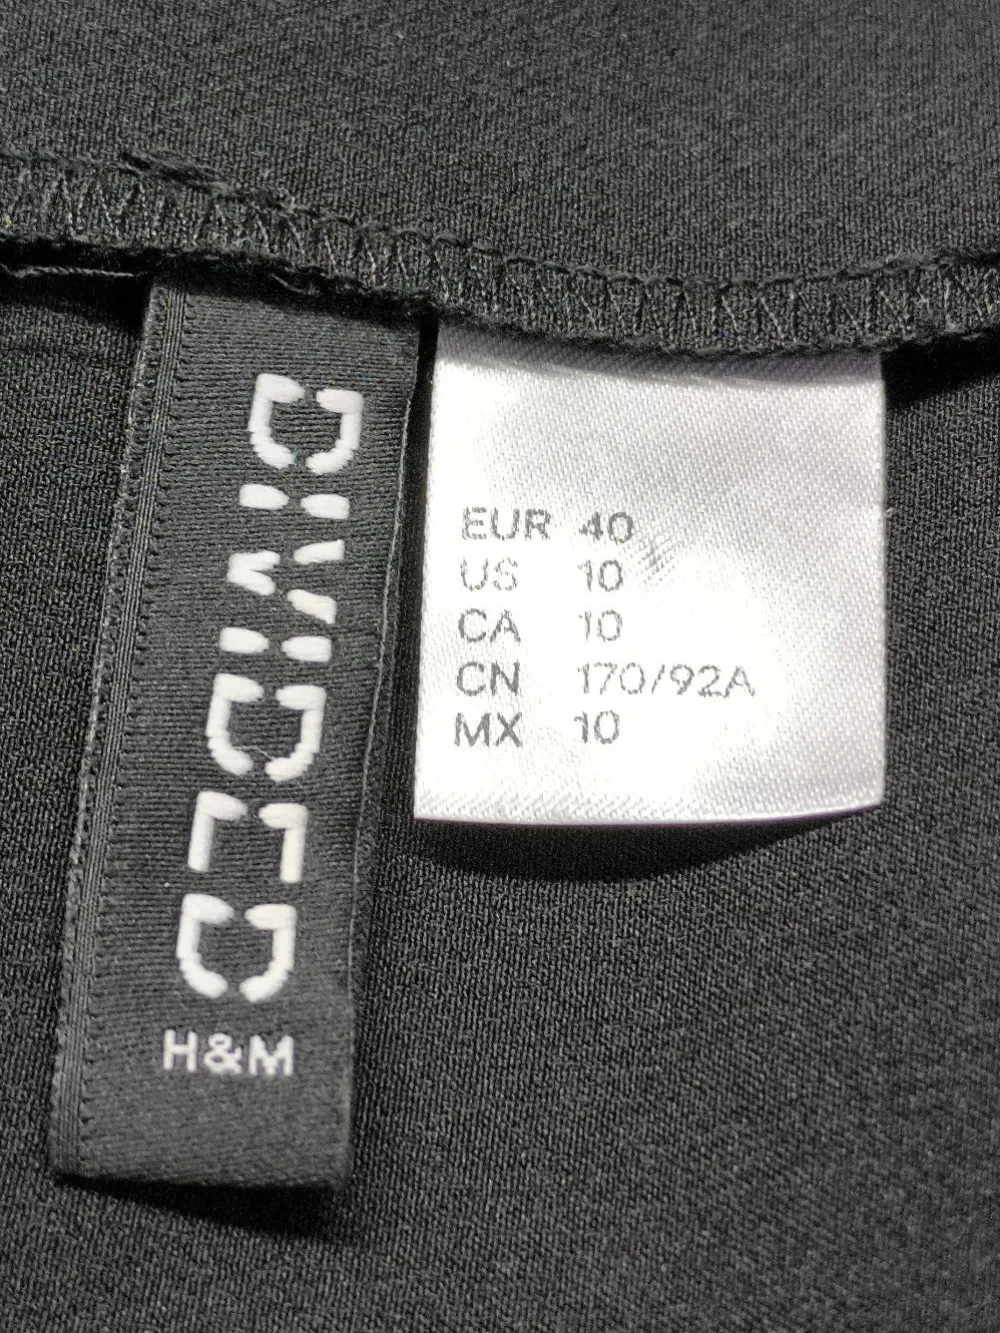 DIVIDED
H&M
EUR 40
US 10
CA 10
CN 170/92A
MX 10